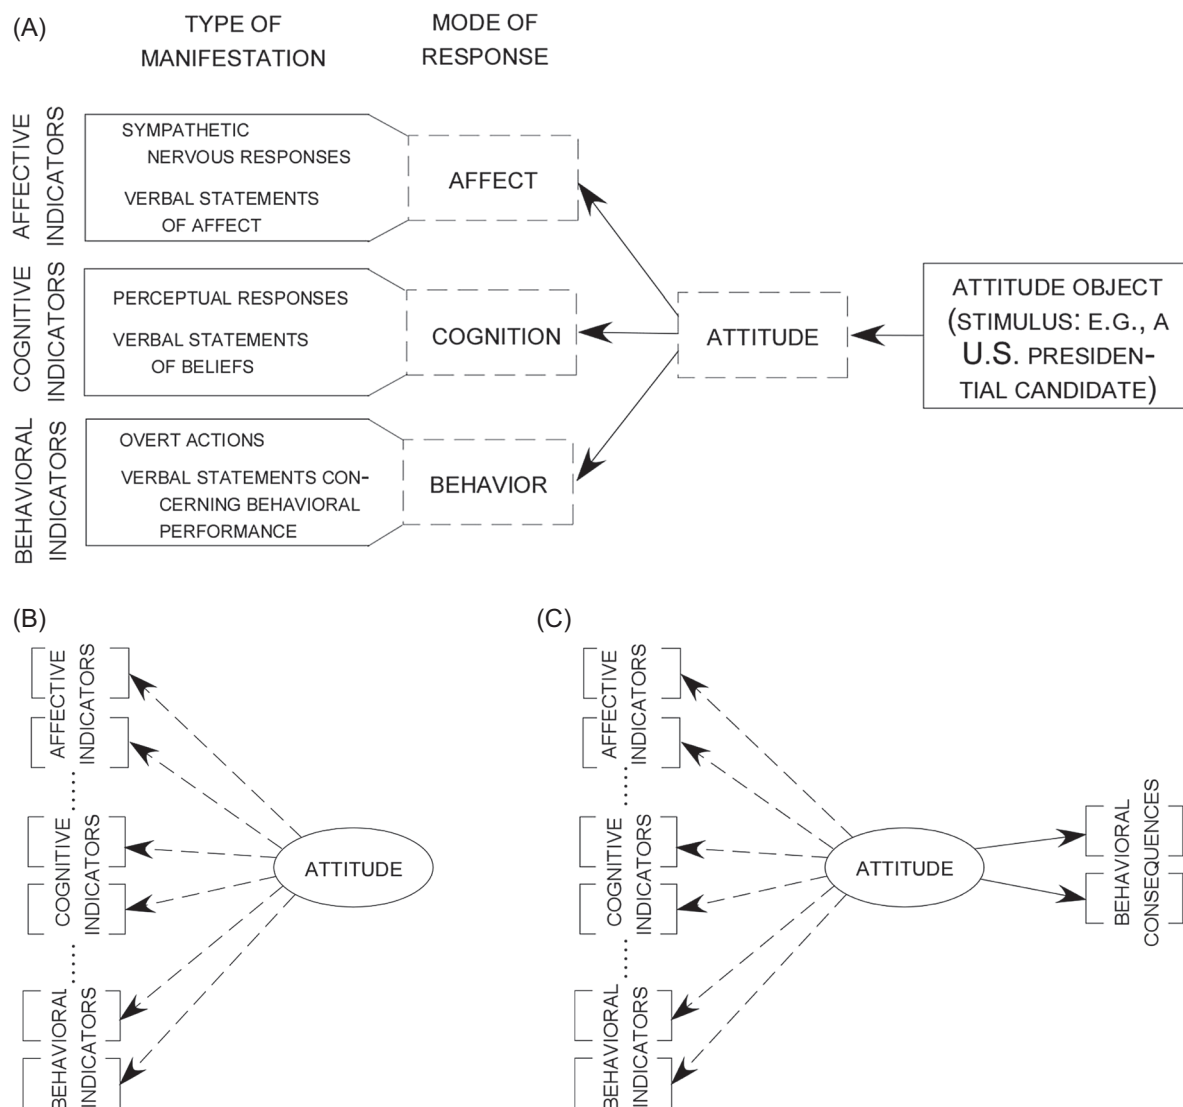 (A)
TYPE OF
MANIFESTATION
MODE OF
RESPONSE
AFFECTIVE
INDICATORS
SYMPATHETIC
NERVOUS RESPONSES
VERBAL STATEMENTS
OF AFFECT
AFFECT
COGNITIVE
INDICATORS
PERCEPTUAL RESPONSES
VERBAL STATEMENTS
OF BELIEFS
COGNITION
BEHAVIORAL
INDICATORS
OVERT ACTIONS
VERBAL STATEMENTS CON-
CERNING BEHAVIORAL
PERFORMANCE
BEHAVIOR
ATTITUDE
ATTITUDE OBJECT
(STIMULUS: E.G., A
U.S. PRESIDEN-
TIAL CANDIDATE)
(B)
AFFECTIVE
INDICATORS
COGNITIVE
INDICATORS
BEHAVIORAL
INDICATORS
ATTITUDE
(C)
AFFECTIVE
INDICATORS
COGNITIVE
INDICATORS
BEHAVIORAL
INDICATORS
ATTITUDE
BEHAVIORAL
CONSEQUENCES